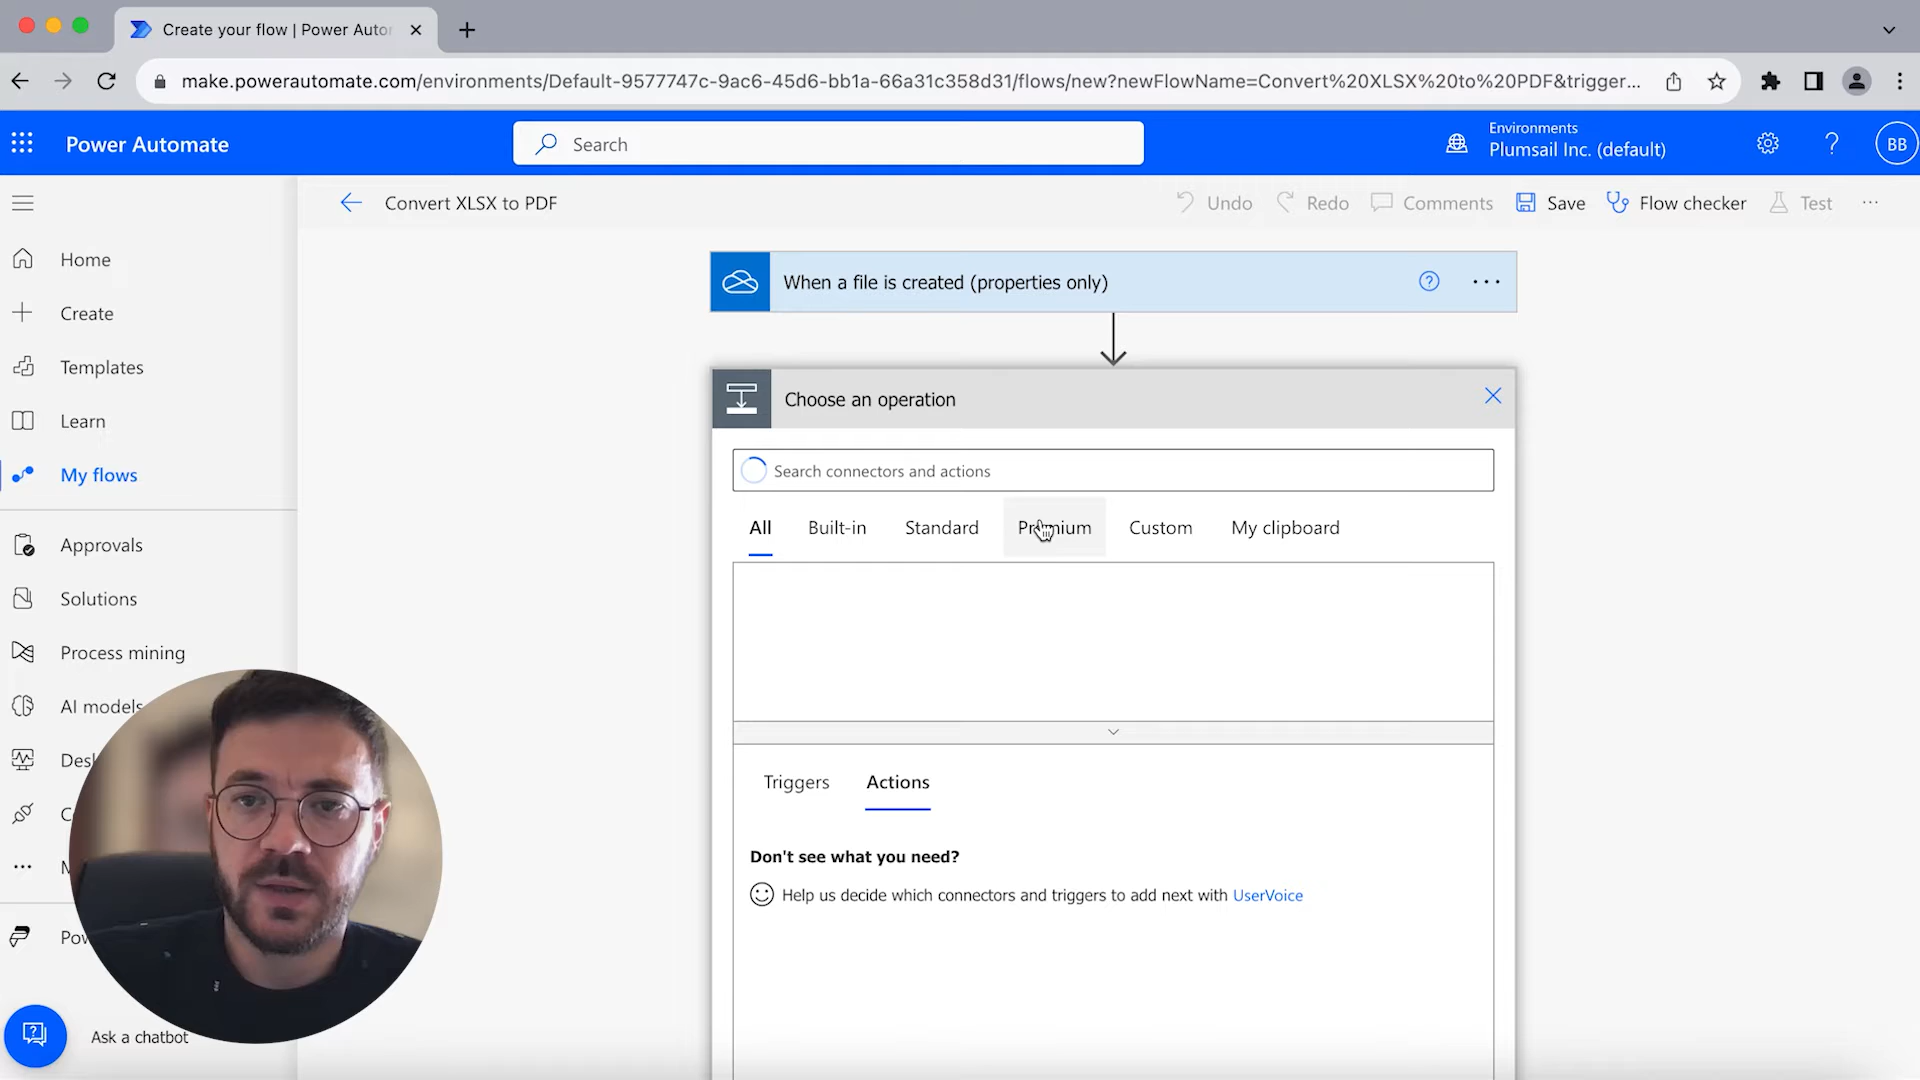 Create your flow | Power Auto
make.powerautomate.com/environments/Default-9577747c-9ac6-45d6-bb1a-66a31c358d31/flows/new?newFlowName=Convert%20XLSX%20to%20PDF&trigger...
Power Automate
Search
Environments
Plumsail Inc. (default)
BB
Convert XLSX to PDF
Undo
Redo
Comments
Save
Flow checker
Test
Home
Create
Templates
Learn
My flows
Approvals
Solutions
Process mining
AI models
Ask a chatbot
When a file is created (properties only)
Choose an operation
Search connectors and actions
All
Built-in
Standard
Premium
Custom
My clipboard
Triggers
Actions
Don't see what you need?
Help us decide which connectors and triggers to add next with UserVoice